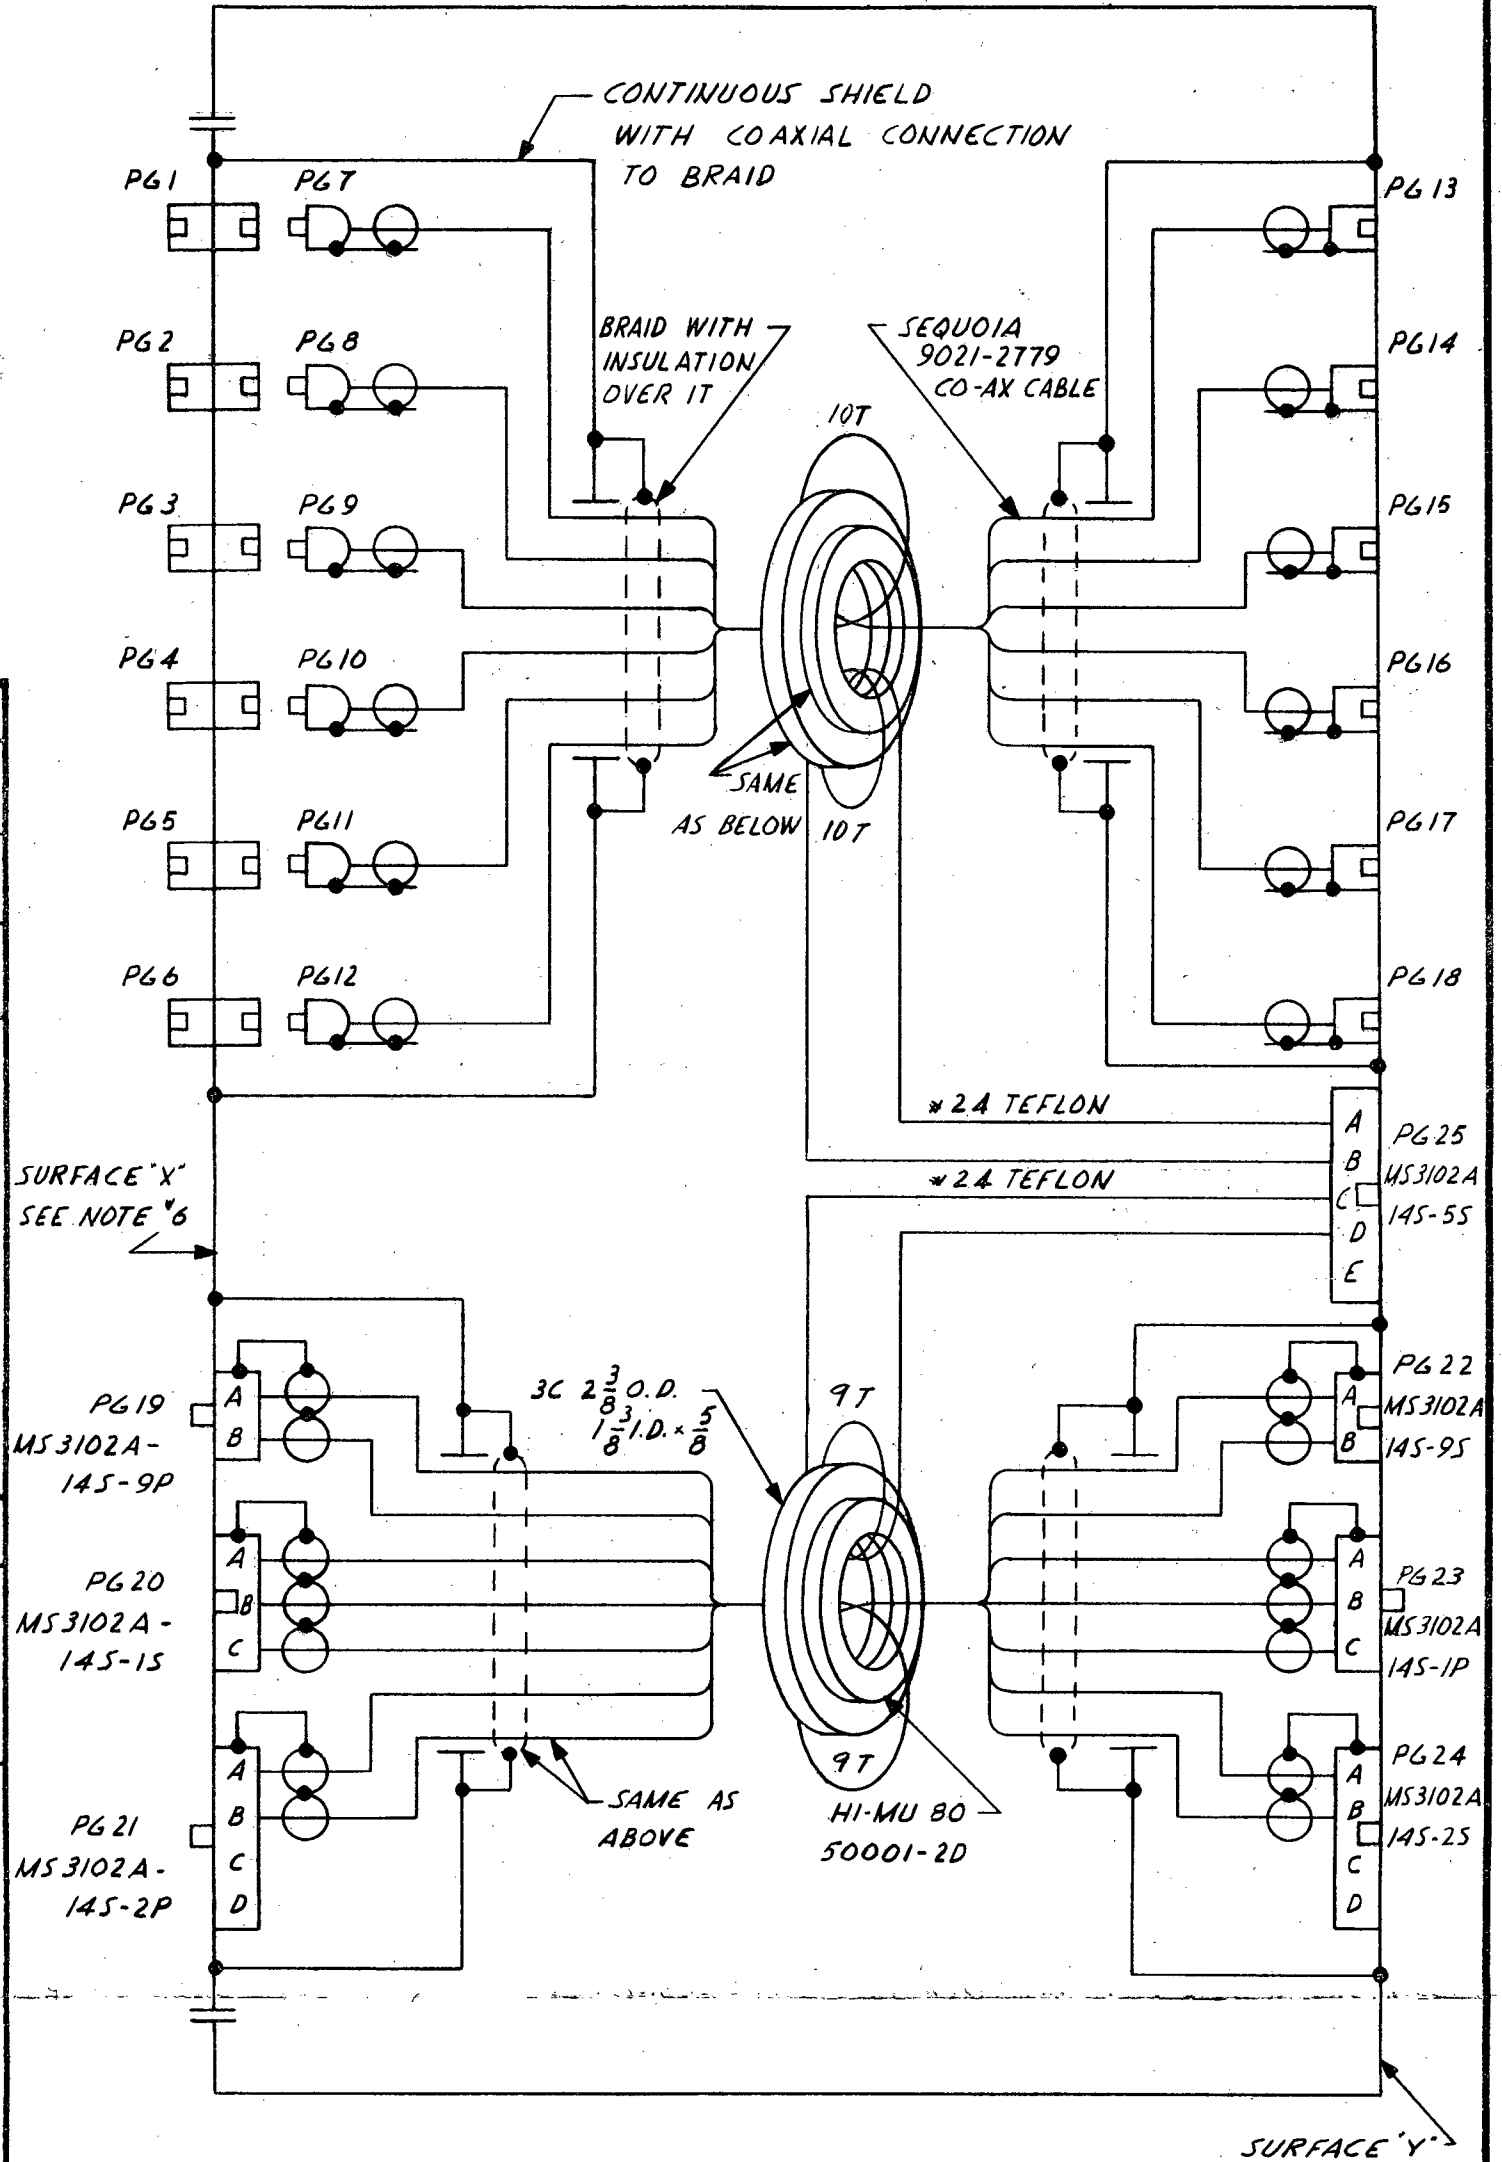 CONTINUOUS SHIELD
WITH COAXIAL CONNECTION
TO BRAID
PG1
PG7
PG13
BRAID WITH
INSULATION
OVER IT
SEQUOIA
9021-2779
CO-AX CABLE
PG2
PG8
PG14
10T
PG3
PG9
PG15
PG4
PG10
PG16
SAME
AS BELOW
10T
PG5
PG11
PG17
PG6
PG12
PG18
#24 TEFLON
#24 TEFLON
A
B
C
D
E
PG25
MS3102A
14S-5S
SURFACE "X"
SEE NOTE #6
PG19
MS3102A-
14S-9P
A
B
3C 2 3/8 O.D.
1 3/8 I.D. x 5/8
9T
A
B
PG22
MS3102A
14S-9S
PG20
MS3102A-
14S-1S
A
B
C
A
B
C
PG23
MS3102A
14S-1P
PG21
MS3102A-
14S-2P
A
B
C
D
SAME AS
ABOVE
9T
HI-MU 80
50001-2D
A
B
C
D
PG24
MS3102A
14S-2S
SURFACE "Y"